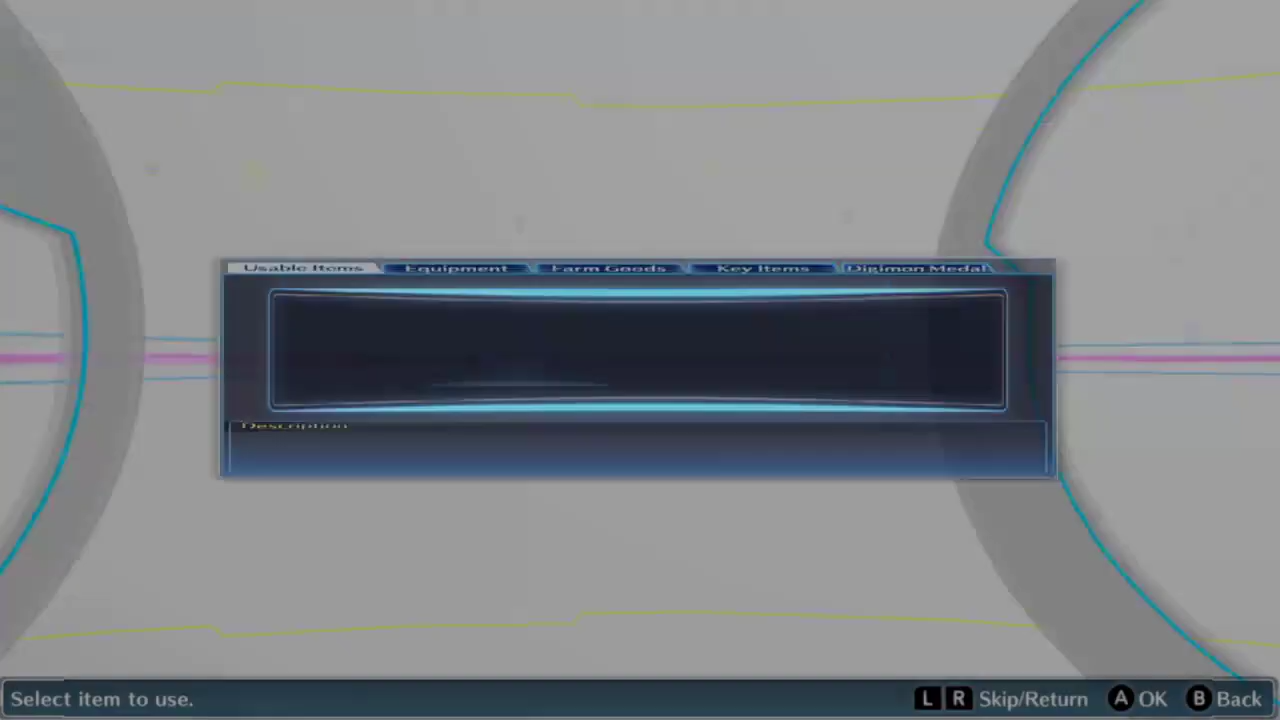 Usable Items Equipment Farm Goods Key Items Digimon Medal
Description
Select item to use. L R Skip/Return A OK B Back